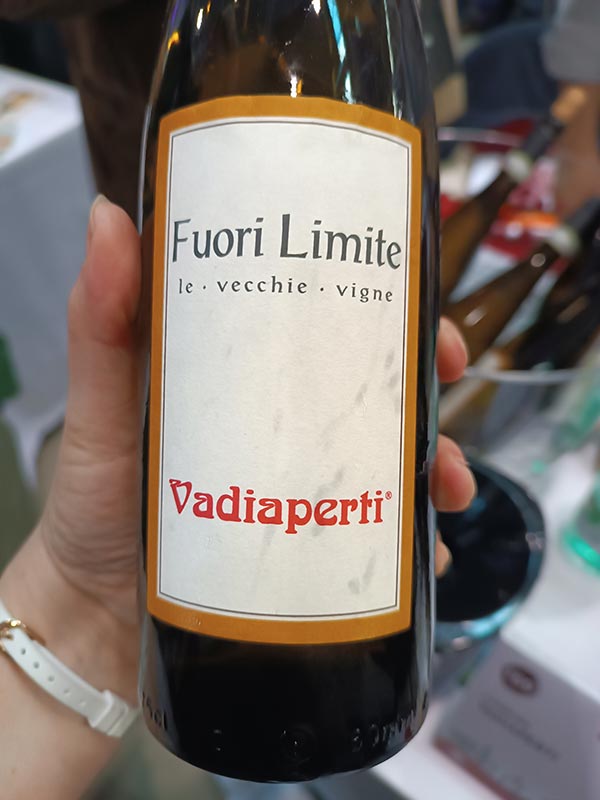 Fuori Limite
le · vecchie · vigne
Vadiaperti®